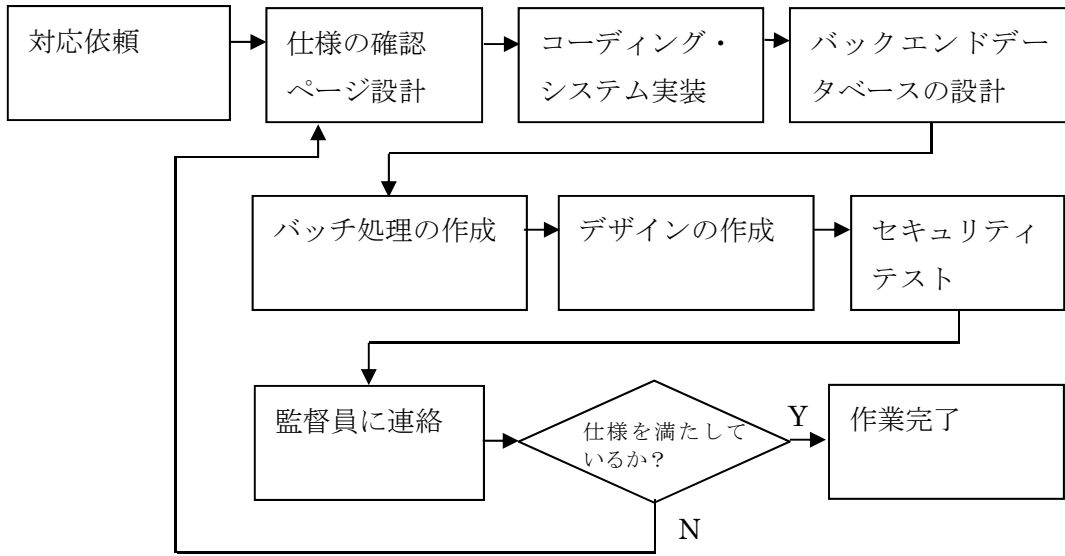 対応依頼
仕様の確認
ページ設計
コーディング・
システム実装
バックエンドデー
タベースの設計
バッチ処理の作成
デザインの作成
セキュリティ
テスト
監督員に連絡
仕様を満たして
いるか?
Y
作業完了
N